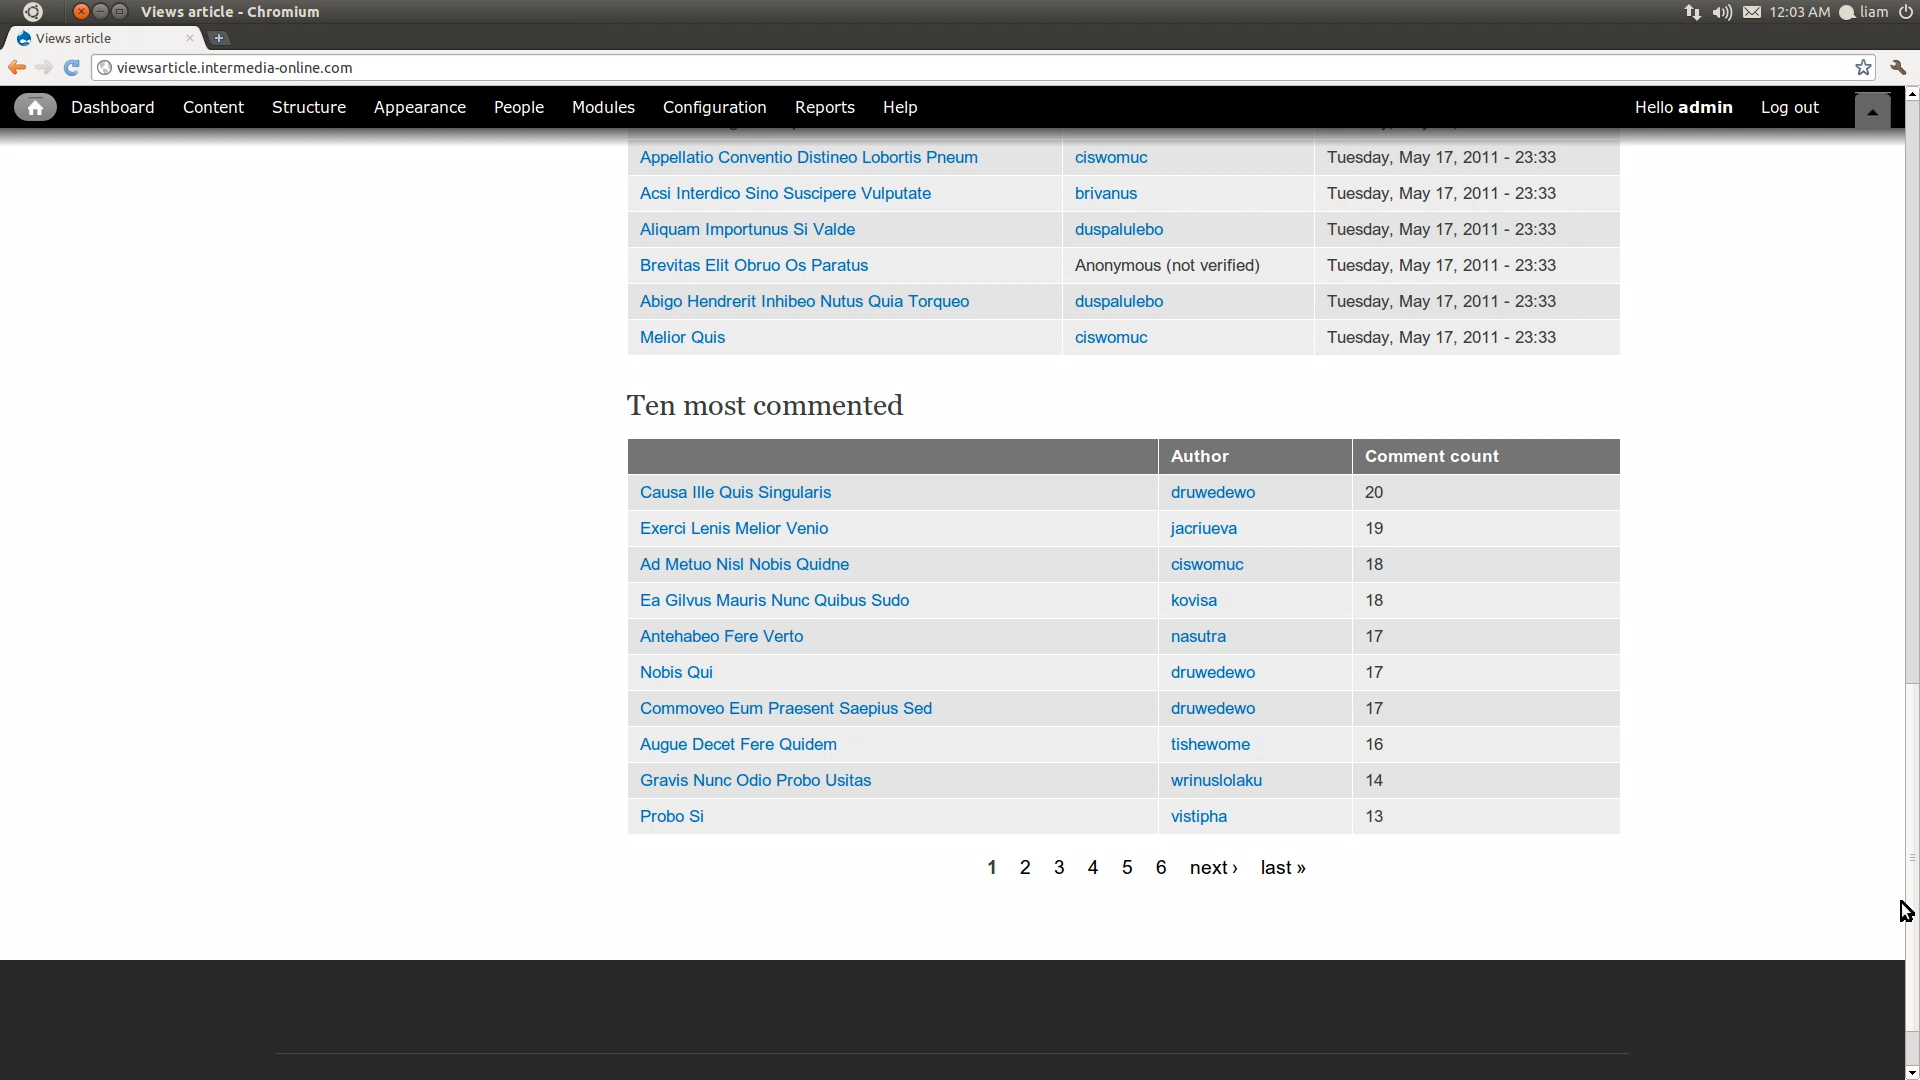 Views article - Chromium
12:03 AM liam
Views article
viewsarticle.intermedia-online.com
Dashboard Content Structure Appearance People Modules Configuration Reports Help Hello admin Log out
Appellatio Conventio Distineo Lobortis Pneum ciswomuc Tuesday, May 17, 2011 - 23:33
Acsi Interdico Sino Suscipere Vulputate brivanus Tuesday, May 17, 2011 - 23:33
Aliquam Importunus Si Valde duspalulebo Tuesday, May 17, 2011 - 23:33
Brevitas Elit Obruo Os Paratus Anonymous (not verified) Tuesday, May 17, 2011 - 23:33
Abigo Hendrerit Inhibeo Nutus Quia Torqueo duspalulebo Tuesday, May 17, 2011 - 23:33
Melior Quis ciswomuc Tuesday, May 17, 2011 - 23:33
Ten most commented
Author Comment count
Causa Ille Quis Singularis druwedewo 20
Exerci Lenis Melior Venio jacriueva 19
Ad Metuo Nisl Nobis Quidne ciswomuc 18
Ea Gilvus Mauris Nunc Quibus Sudo kovisa 18
Antehabeo Fere Verto nasutra 17
Nobis Qui druwedewo 17
Commoveo Eum Praesent Saepius Sed druwedewo 17
Augue Decet Fere Quidem tishewome 16
Gravis Nunc Odio Probo Usitas wrinuslolaku 14
Probo Si vistipha 13
1 2 3 4 5 6 next › last »